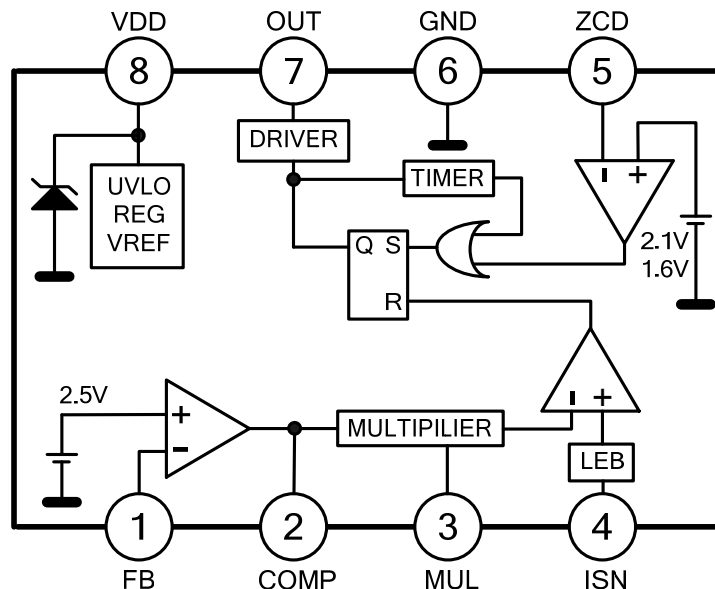 VDD OUT GND ZCD
8 7 6 5
DRIVER
TIMER
UVLO
REG
VREF
- +
2.1V
1.6V
Q S
R
2.5V
+
-
- +
MULTIPILIER
LEB
1 2 3 4
FB COMP MUL ISN